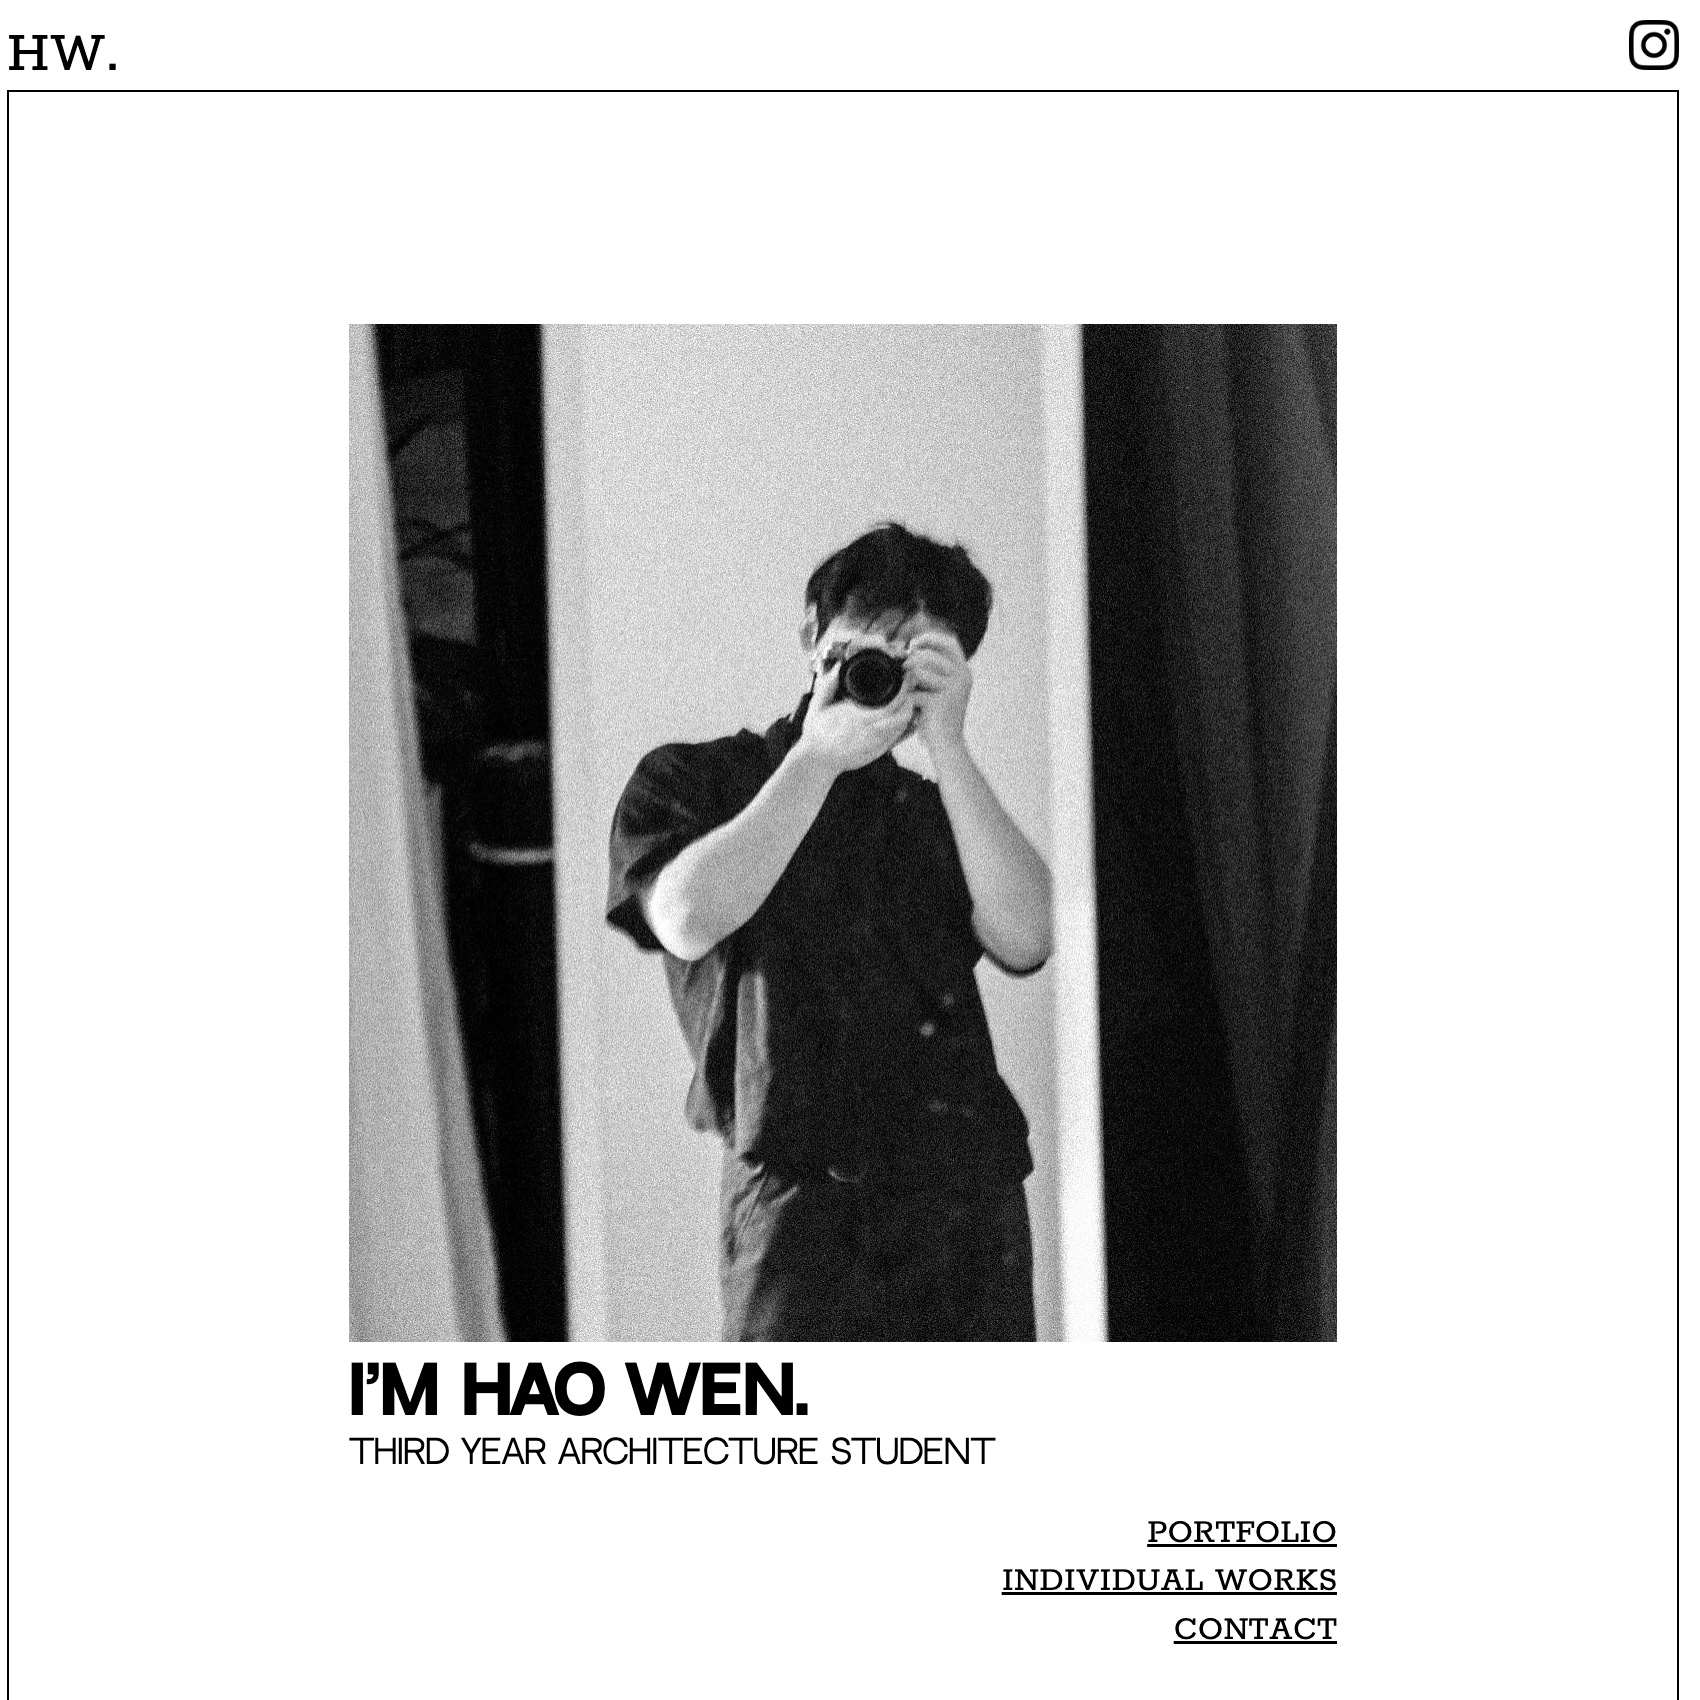 HW.
I’M HAO WEN.
THIRD YEAR ARCHITECTURE STUDENT
PORTFOLIO
INDIVIDUAL WORKS
CONTACT